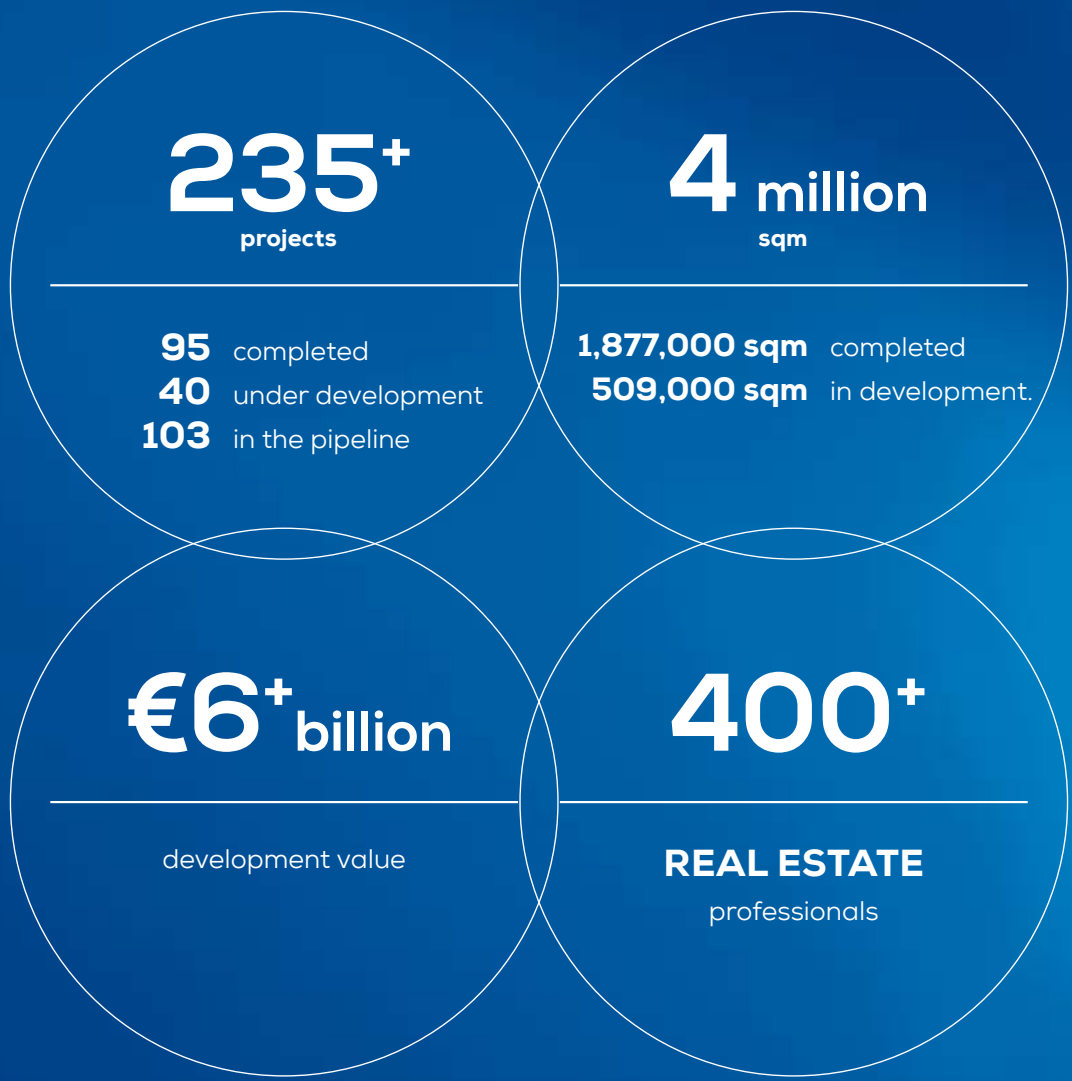 235+
projects
95 completed
40 under development
103 in the pipeline
4 million
sqm
1,877,000 sqm completed
509,000 sqm in development.
€6+ billion
development value
400+
REAL ESTATE
professionals